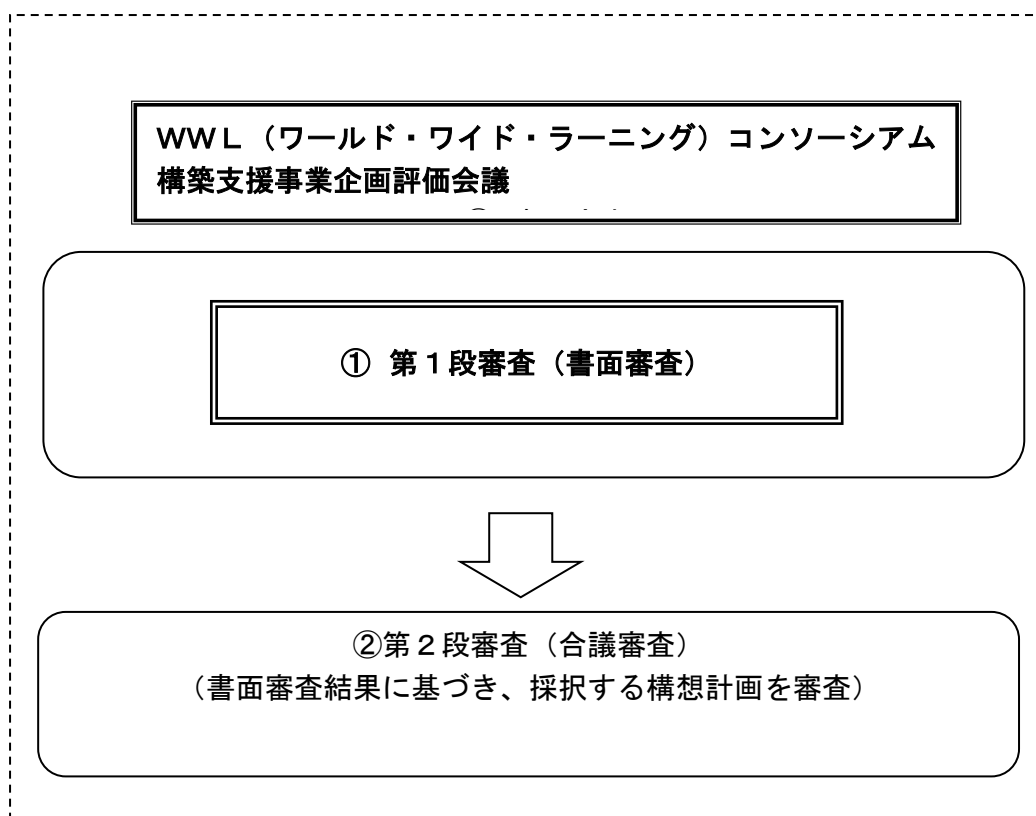 WWL（ワールド・ワイド・ラーニング）コンソーシアム
構築支援事業企画評価会議
① 第１段審査（書面審査）
②第２段審査（合議審査）
（書面審査結果に基づき、採択する構想計画を審査）